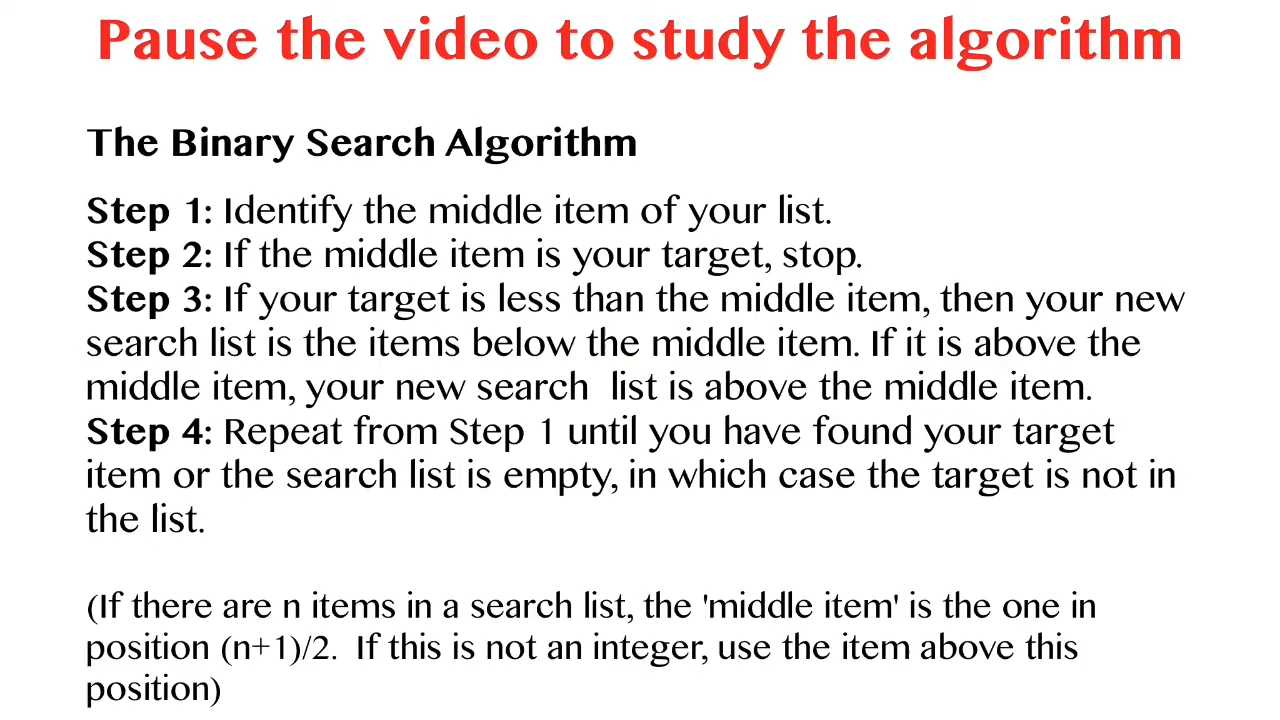 Pause the video to study the algorithm
The Binary Search Algorithm
Step 1: Identify the middle item of your list.
Step 2: If the middle item is your target, stop.
Step 3: If your target is less than the middle item, then your new
search list is the items below the middle item. If it is above the
middle item, your new search  list is above the middle item.
Step 4: Repeat from Step 1 until you have found your target
item or the search list is empty, in which case the target is not in
the list.
(If there are n items in a search list, the 'middle item' is the one in
position (n+1)/2.  If this is not an integer, use the item above this
position)